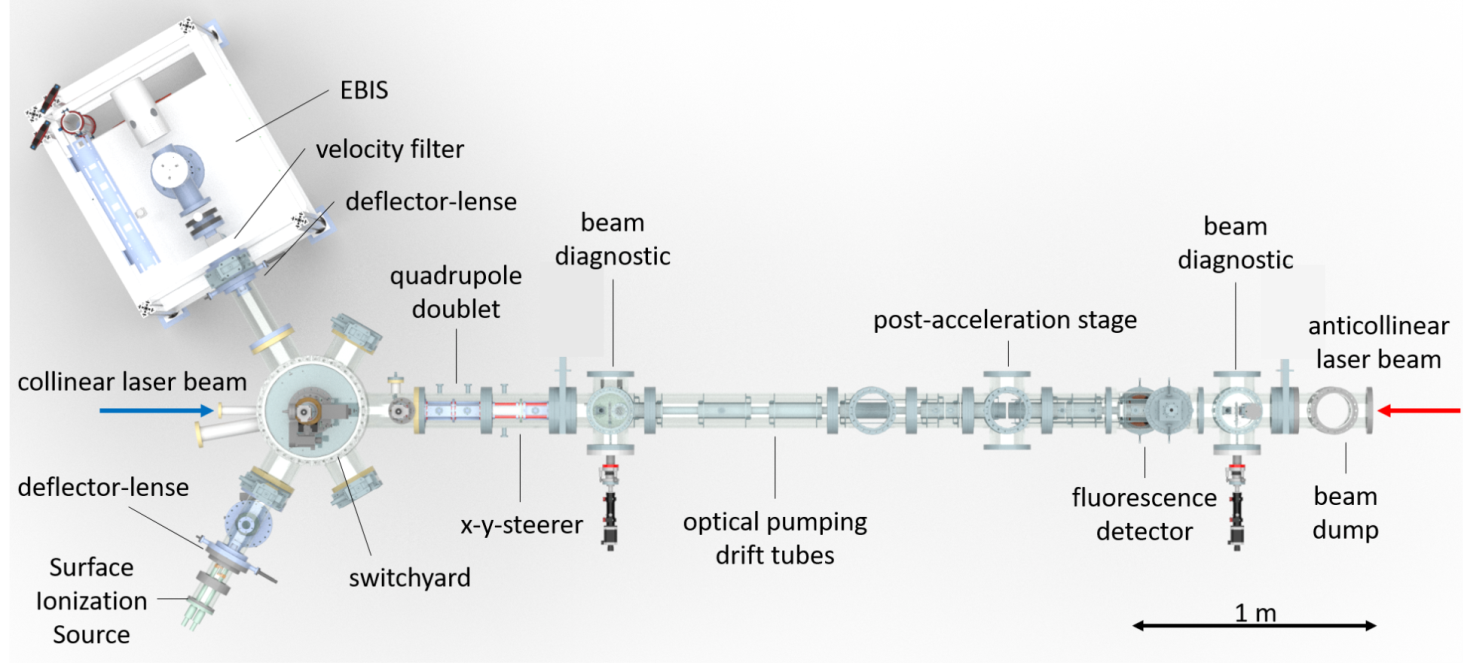 EBIS
velocity filter
deflector-lense
beam
diagnostic
beam
diagnostic
quadrupole
doublet
post-acceleration stage
anticollinear
laser beam
collinear laser beam
deflector-lense
x-y-steerer
optical pumping
drift tubes
fluorescence
detector
beam
dump
switchyard
Surface
Ionization
Source
1 m